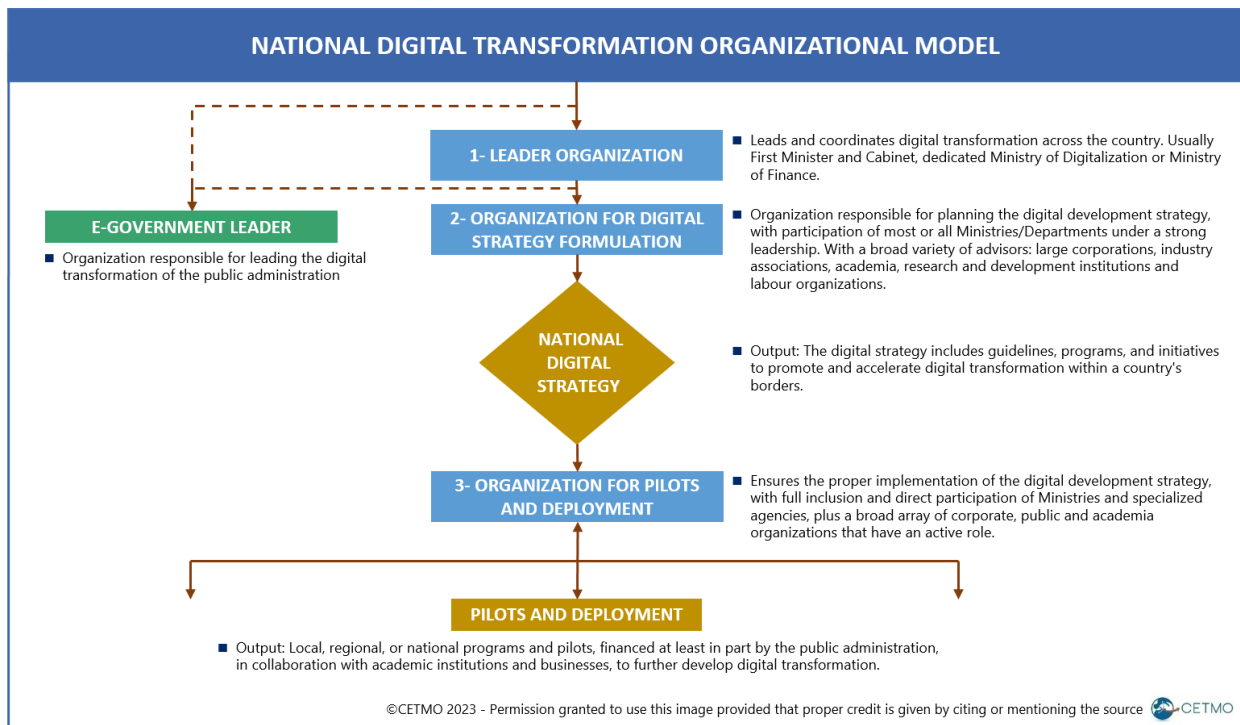 NATIONAL DIGITAL TRANSFORMATION ORGANIZATIONAL MODEL
1- LEADER ORGANIZATION
■ Leads and coordinates digital transformation across the country. Usually
First Minister and Cabinet, dedicated Ministry of Digitalization or Ministry
of Finance.
E-GOVERNMENT LEADER
■ Organization responsible for leading the digital
transformation of the public administration
2- ORGANIZATION FOR DIGITAL
STRATEGY FORMULATION
■ Organization responsible for planning the digital development strategy,
with participation of most or all Ministries/Departments under a strong
leadership. With a broad variety of advisors: large corporations, industry
associations, academia, research and development institutions and
labour organizations.
NATIONAL
DIGITAL
STRATEGY
■ Output: The digital strategy includes guidelines, programs, and initiatives
to promote and accelerate digital transformation within a country's
borders.
3- ORGANIZATION FOR PILOTS
AND DEPLOYMENT
■ Ensures the proper implementation of the digital development strategy,
with full inclusion and direct participation of Ministries and specialized
agencies, plus a broad array of corporate, public and academia
organizations that have an active role.
PILOTS AND DEPLOYMENT
■ Output: Local, regional, or national programs and pilots, financed at least in part by the public administration,
in collaboration with academic institutions and businesses, to further develop digital transformation.
©CETMO 2023 - Permission granted to use this image provided that proper credit is given by citing or mentioning the source
CETMO